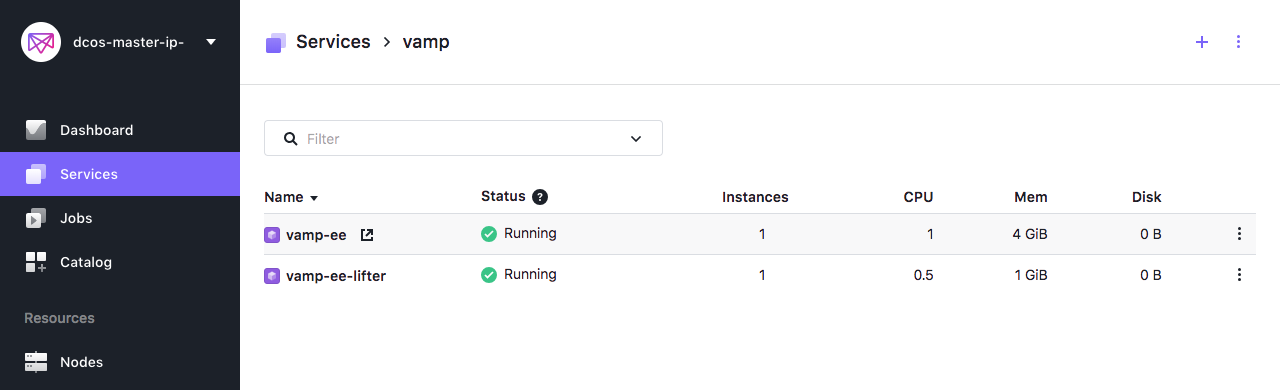 dcos-master-ip-
Services > vamp
Dashboard
Services
Jobs
Catalog
Resources
Nodes
Filter
Name Status ? Instances CPU Mem Disk
vamp-ee Running 1 1 4 GiB 0 B
vamp-ee-lifter Running 1 0.5 1 GiB 0 B